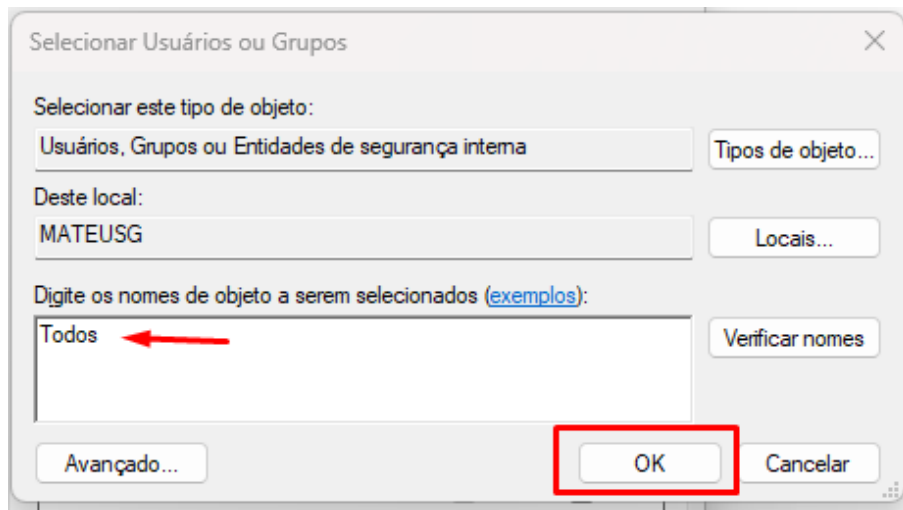 Selecionar Usuários ou Grupos
Selecionar este tipo de objeto:
Usuários, Grupos ou Entidades de segurança interna
Tipos de objeto...
Deste local:
MATEUSG
Locais...
Digite os nomes de objeto a serem selecionados (exemplos):
Todos
Verificar nomes
Avançado...
OK
Cancelar